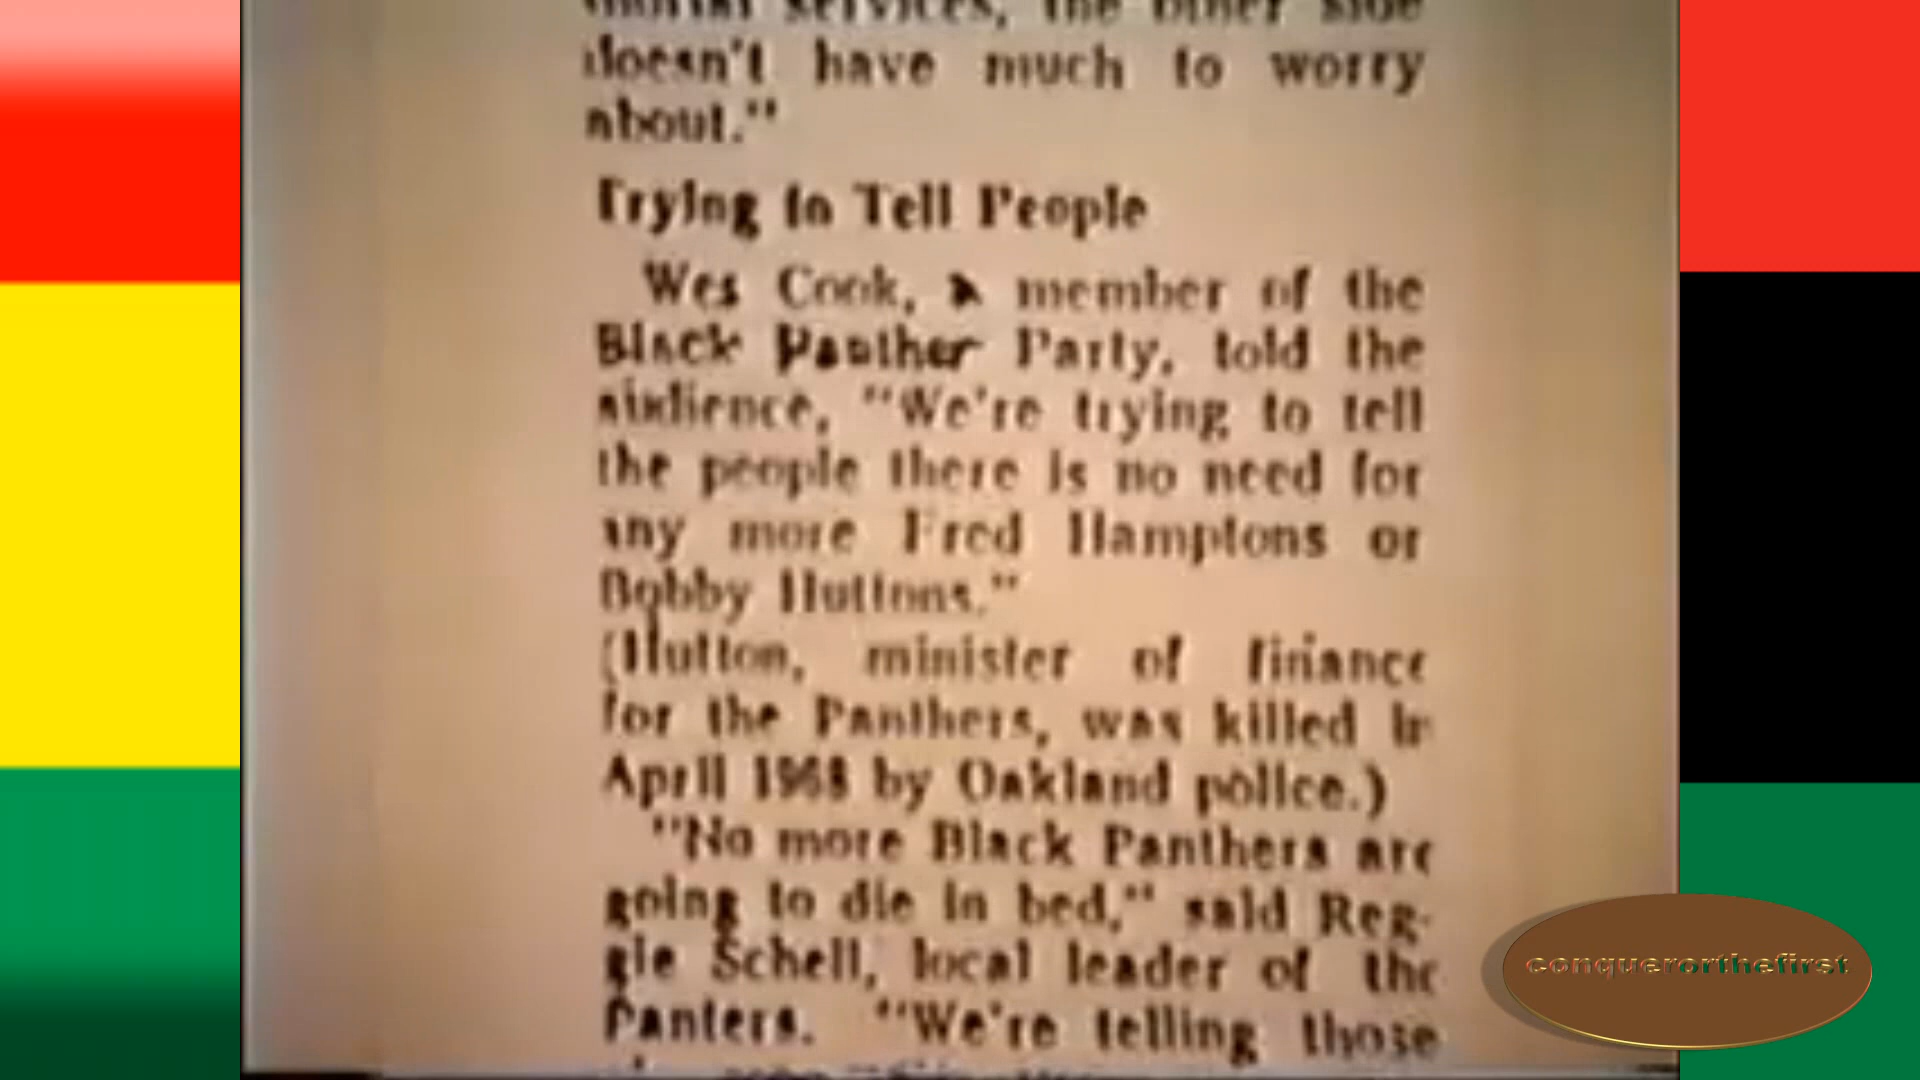 services, the other side
doesn't have much to worry
about."
Trying to Tell People
Wes Cook, a member of the
Black Panther Party, told the
audience, "We're trying to tell
the people there is no need for
any more Fred Hamptons or
Bobby Huttons."
(Hutton, minister of finance
for the Panthers, was killed in
April 1968 by Oakland police.)
"No more Black Panthers are
going to die in bed," said Reg-
gie Schell, local leader of the
Panters. "We're telling those
conquerorthefirst